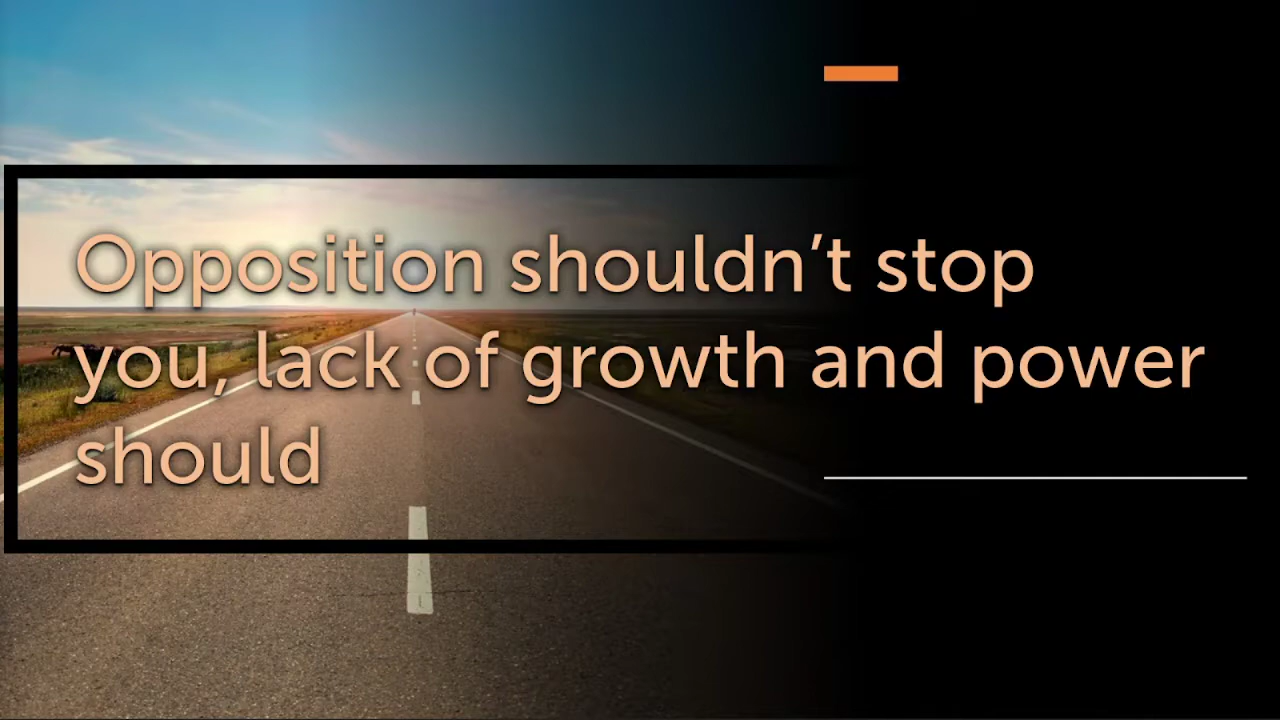 Opposition shouldn’t stop
you, lack of growth and power
should